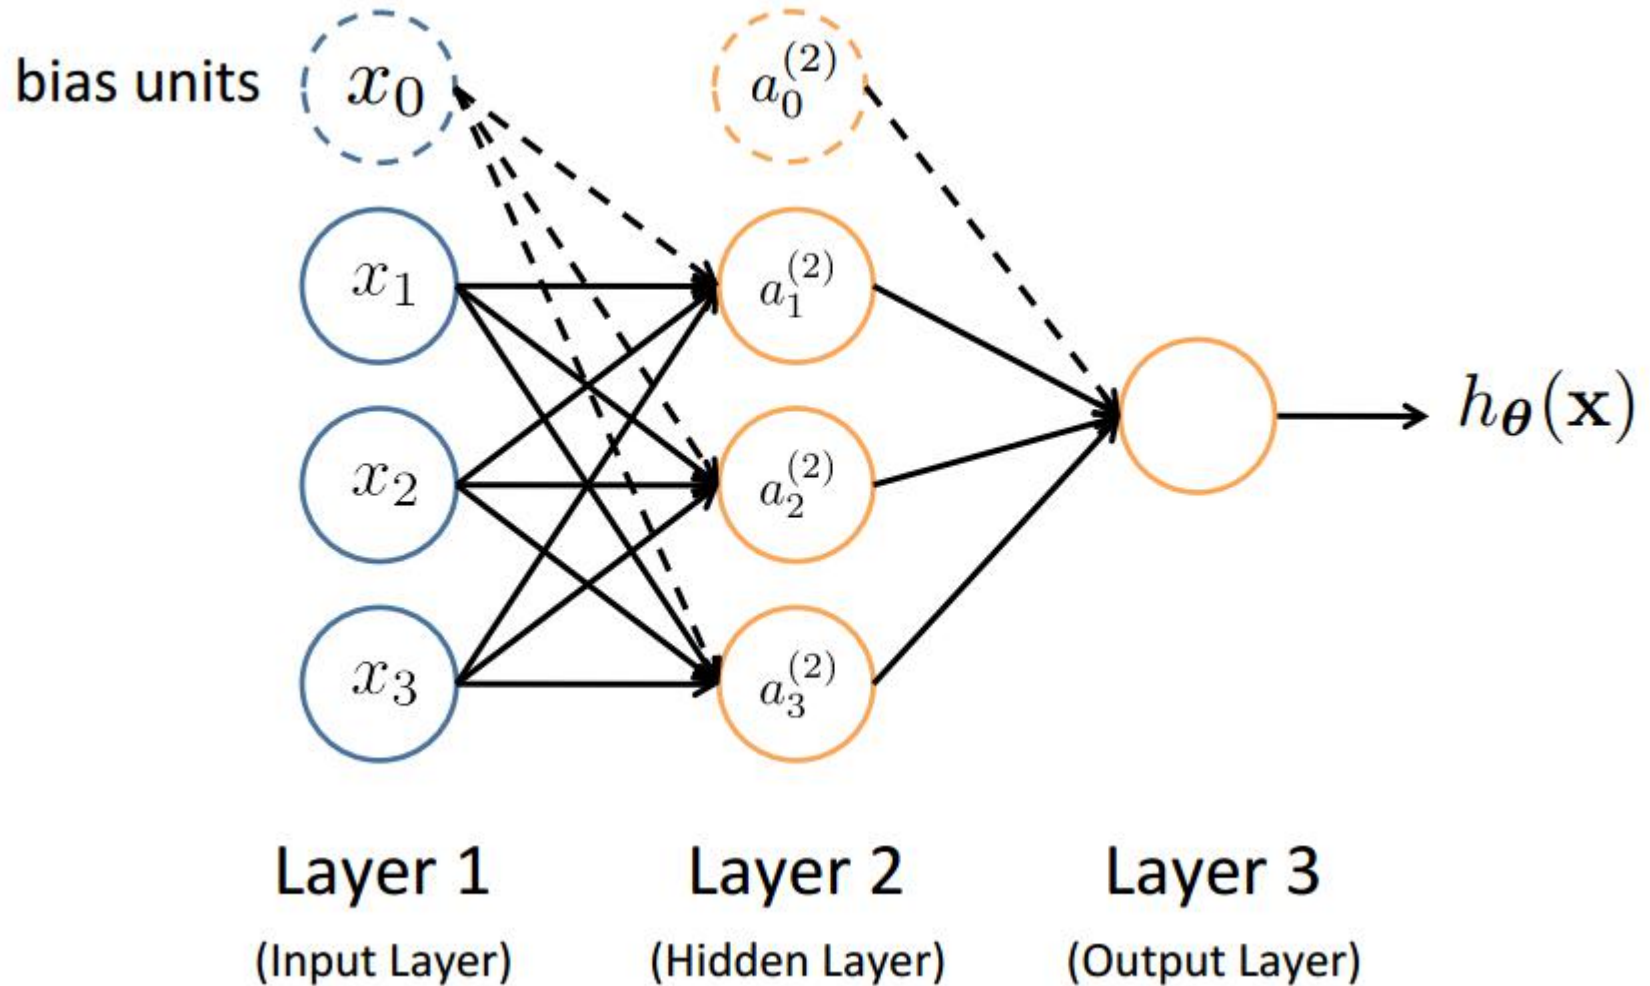 bias units
x₀
a₀⁽²⁾
x₁
a₁⁽²⁾
x₂
a₂⁽²⁾
x₃
a₃⁽²⁾
h_θ(𝐱)
Layer 1
(Input Layer)
Layer 2
(Hidden Layer)
Layer 3
(Output Layer)